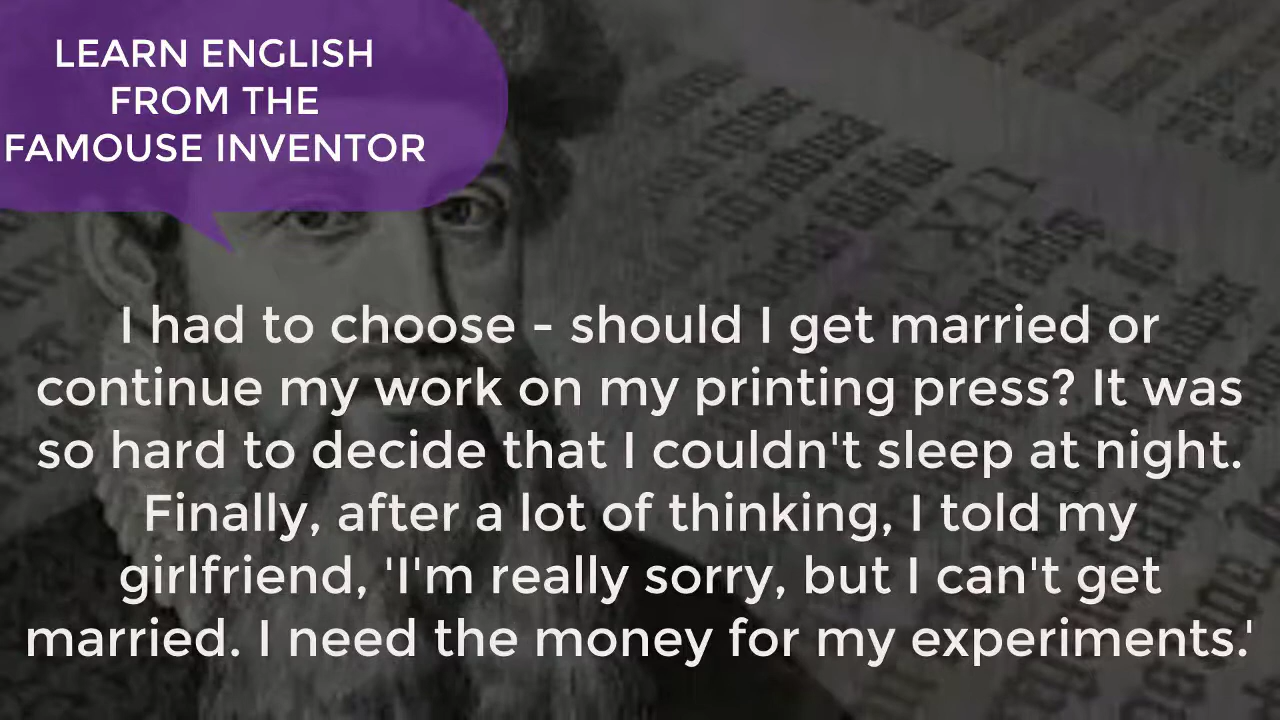 LEARN ENGLISH
FROM THE
FAMOUSE INVENTOR
I had to choose - should I get married or
continue my work on my printing press? It was
so hard to decide that I couldn't sleep at night.
Finally, after a lot of thinking, I told my
girlfriend, 'I'm really sorry, but I can't get
married. I need the money for my experiments.'